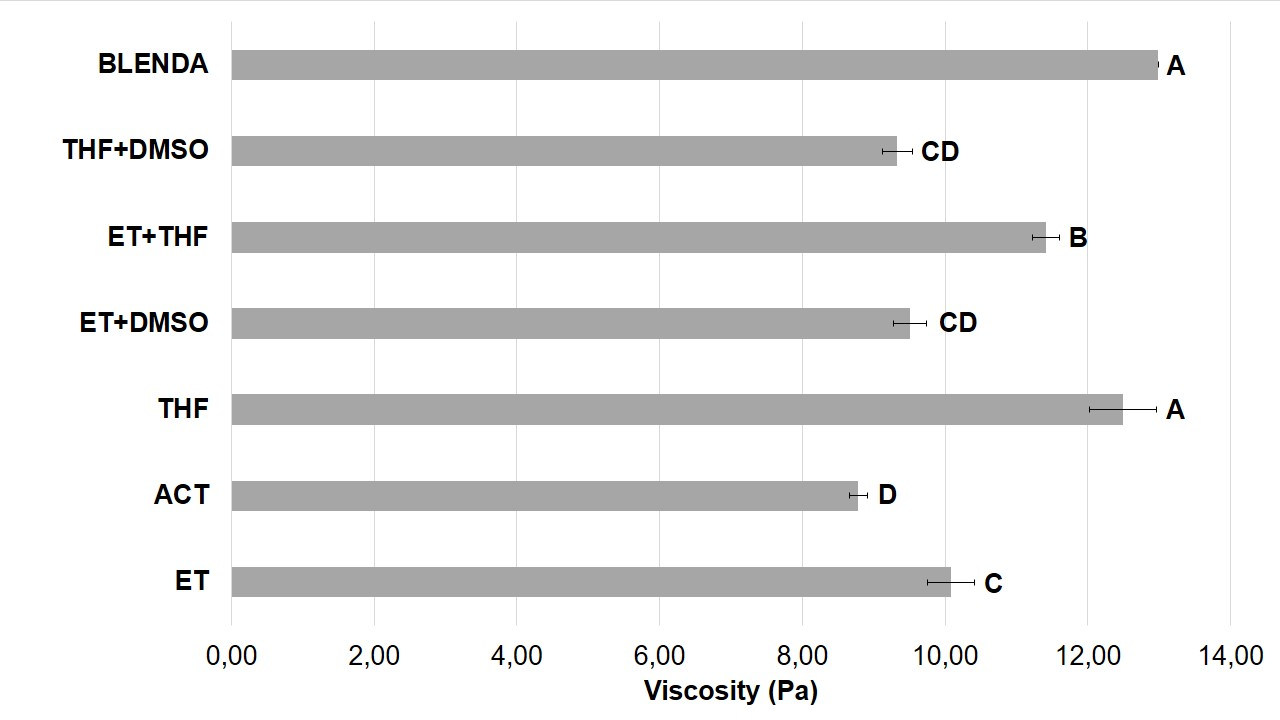 BLENDA A
THF+DMSO CD
ET+THF B
ET+DMSO CD
THF A
ACT D
ET C
0,00 2,00 4,00 6,00 8,00 10,00 12,00 14,00
Viscosity (Pa)